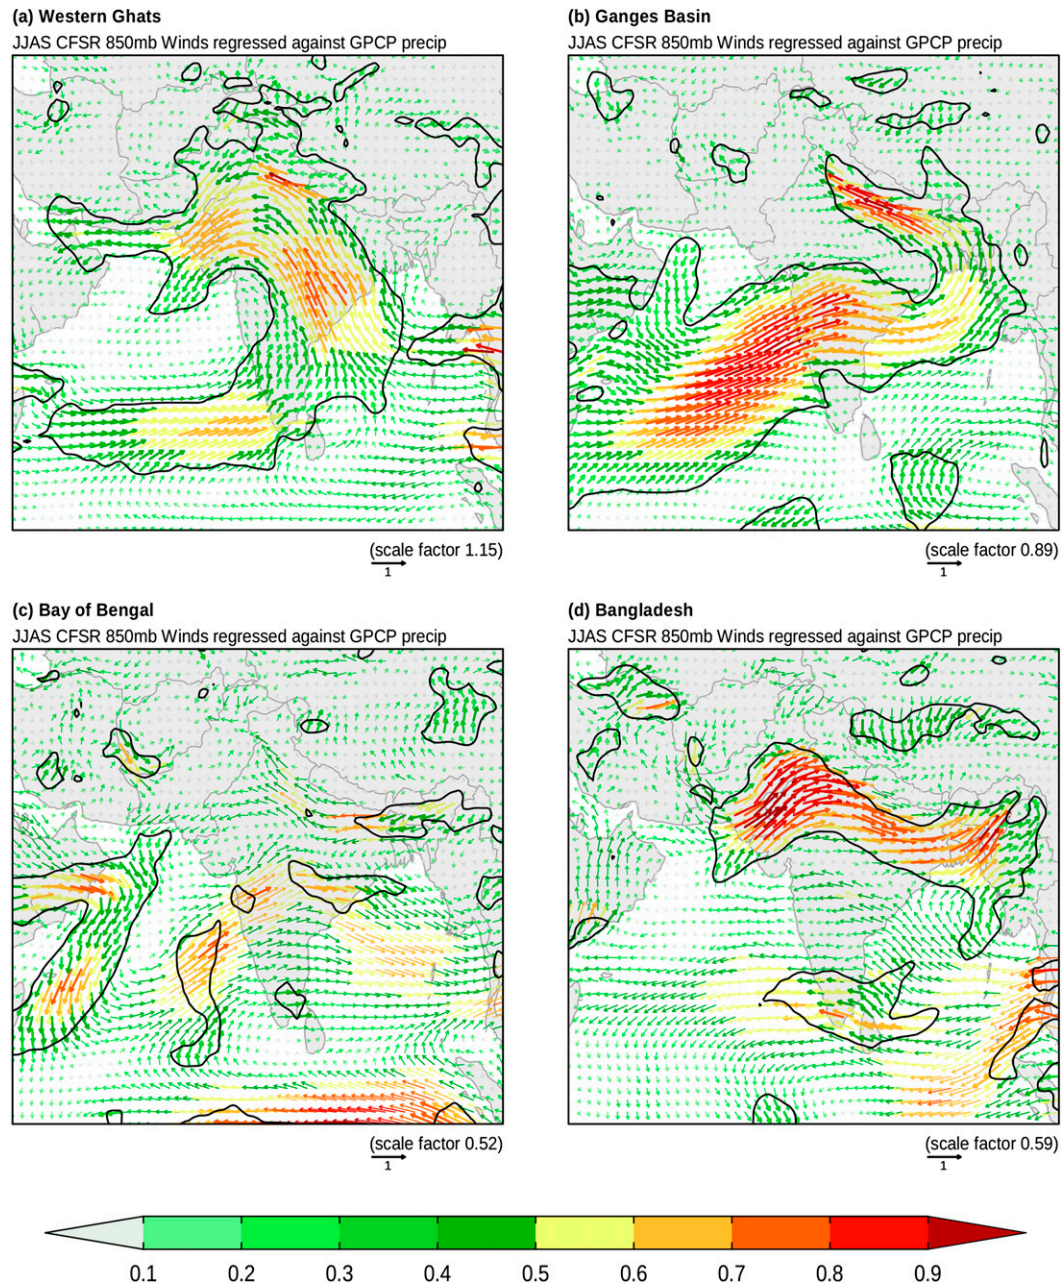 (a) Western Ghats
JJAS CFSR 850mb Winds regressed against GPCP precip
(scale factor 1.15)
1
(b) Ganges Basin
JJAS CFSR 850mb Winds regressed against GPCP precip
(scale factor 0.89)
1
(c) Bay of Bengal
JJAS CFSR 850mb Winds regressed against GPCP precip
(scale factor 0.52)
1
(d) Bangladesh
JJAS CFSR 850mb Winds regressed against GPCP precip
(scale factor 0.59)
1
0.1 0.2 0.3 0.4 0.5 0.6 0.7 0.8 0.9